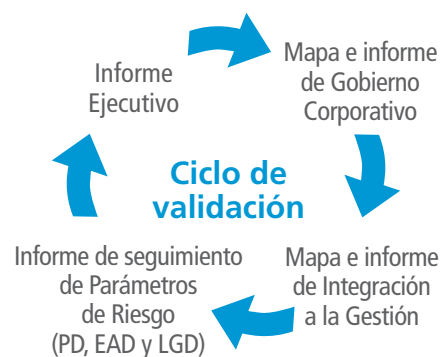 Informe
Ejecutivo
Mapa e informe
de Gobierno
Corporativo
Ciclo de
validación
Informe de seguimiento
de Parámetros
de Riesgo
(PD, EAD y LGD)
Mapa e informe
de Integración
a la Gestión